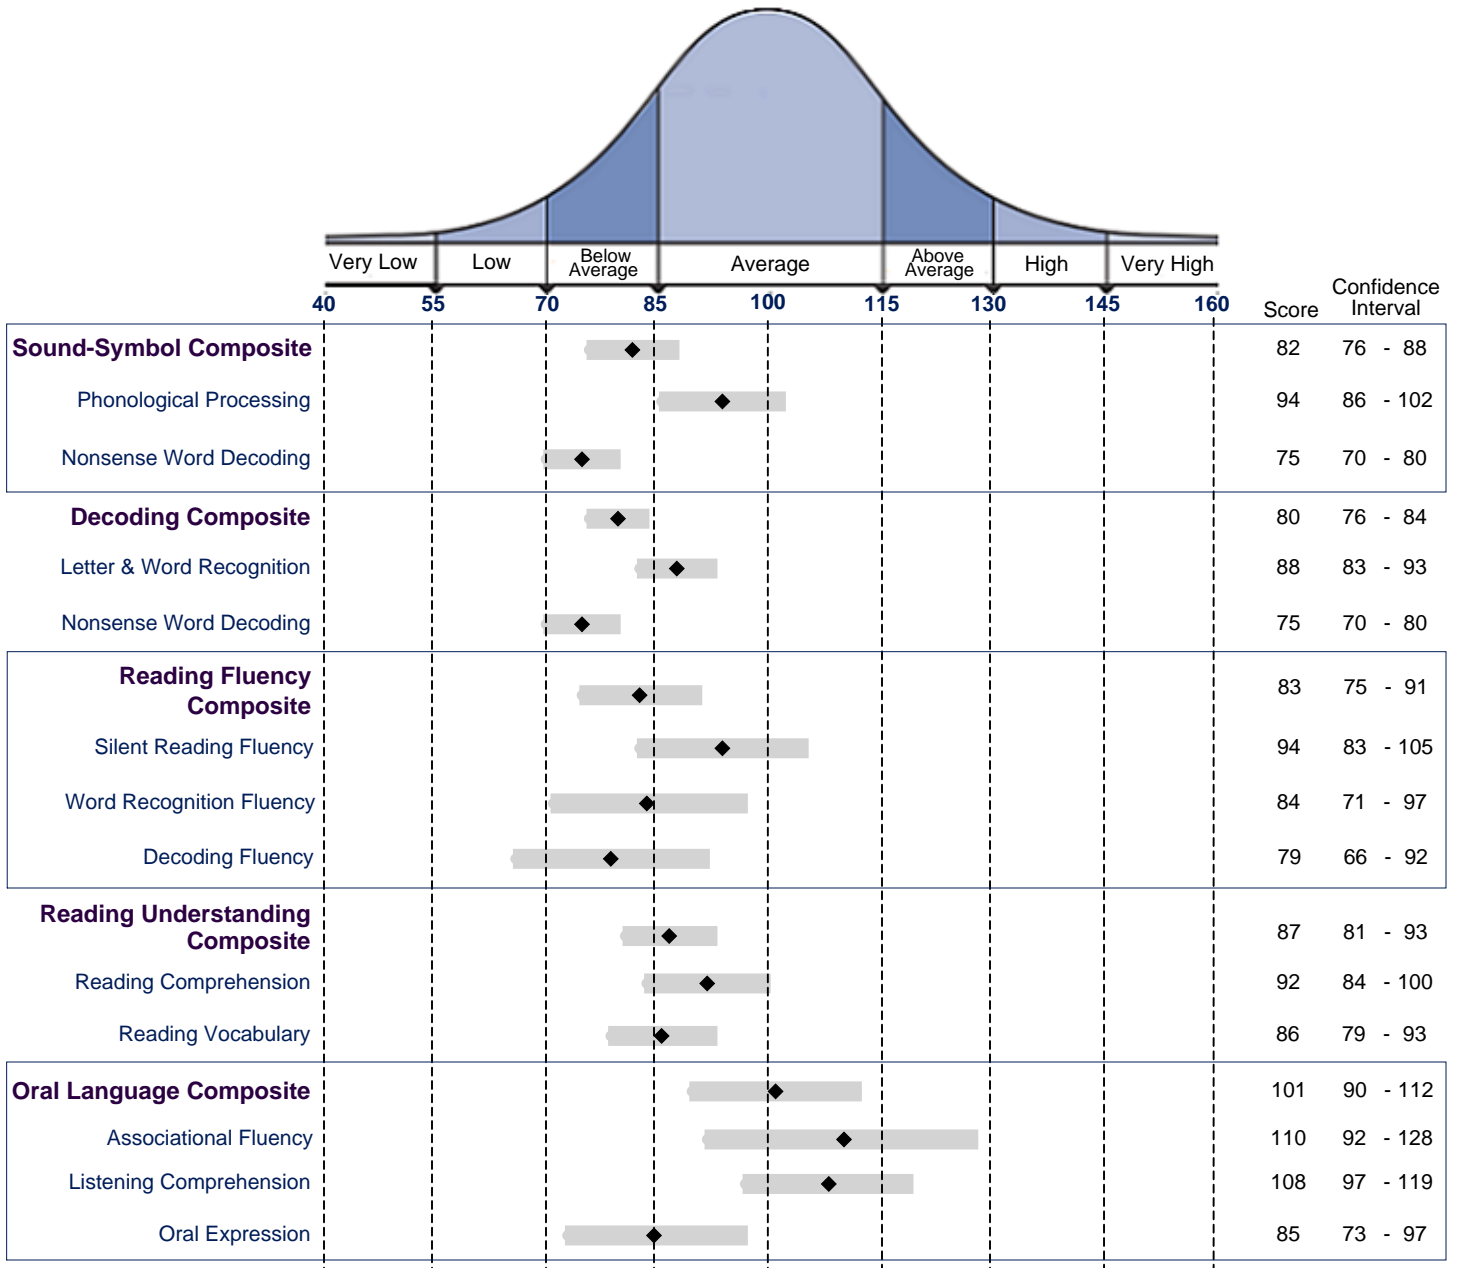 Very Low Low Below Average Average Above Average High Very High
40 55 70 85 100 115 130 145 160 Score Confidence Interval
Sound-Symbol Composite 82 76 - 88
Phonological Processing 94 86 - 102
Nonsense Word Decoding 75 70 - 80
Decoding Composite 80 76 - 84
Letter & Word Recognition 88 83 - 93
Nonsense Word Decoding 75 70 - 80
Reading Fluency
Composite 83 75 - 91
Silent Reading Fluency 94 83 - 105
Word Recognition Fluency 84 71 - 97
Decoding Fluency 79 66 - 92
Reading Understanding
Composite 87 81 - 93
Reading Comprehension 92 84 - 100
Reading Vocabulary 86 79 - 93
Oral Language Composite 101 90 - 112
Associational Fluency 110 92 - 128
Listening Comprehension 108 97 - 119
Oral Expression 85 73 - 97